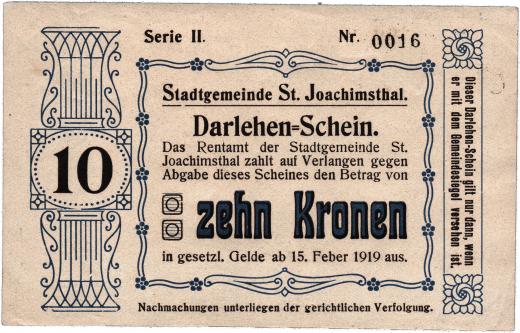 Serie II. Nr. 0016
Stadtgemeinde St. Joachimsthal.
Darlehen-Schein.
Das Rentamt der Stadtgemeinde St.
Joachimsthal zahlt auf Verlangen gegen
Abgabe dieses Scheines den Betrag von
10
zehn Kronen
in gesetzl. Gelde ab 15. Feber 1919 aus.
Nachmachungen unterliegen der gerichtlichen Verfolgung.
Dieser Darlehen-Schein gilt nur dann, wenn
er mit dem Gemeindesiegel versehen ist.